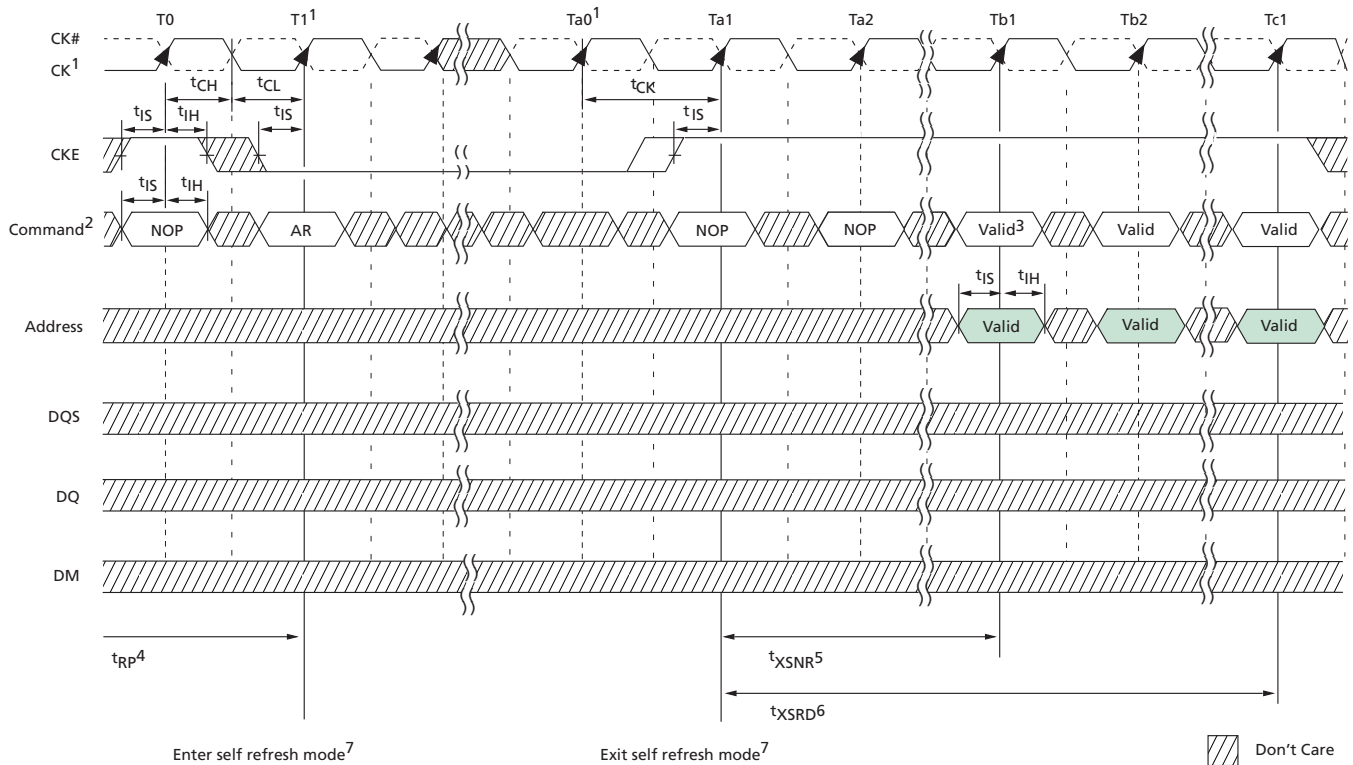 T0 T1¹ Ta0¹ Ta1 Ta2 Tb1 Tb2 Tc1
CK#
CK¹
tCH tCL tCK
tIS tIH tIS tIS
CKE
tIS tIH
Command² NOP AR NOP NOP Valid³ Valid Valid
tIS tIH
Address Valid Valid Valid
DQS
DQ
DM
tRP⁴ tXSNR⁵
tXSRD⁶
Enter self refresh mode⁷ Exit self refresh mode⁷ Don't Care